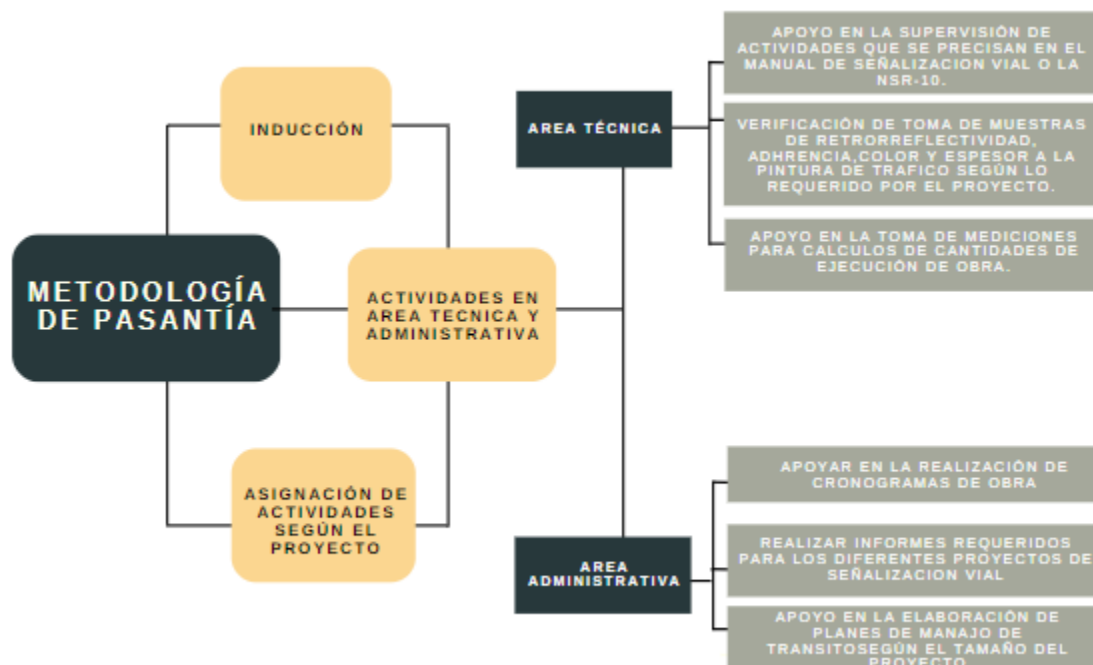 INDUCCIÓN
METODOLOGÍA
DE PASANTÍA
ACTIVIDADES EN
AREA TECNICA Y
ADMINISTRATIVA
ASIGNACIÓN DE
ACTIVIDADES
SEGÚN EL
PROYECTO
AREA TÉCNICA
APOYO EN LA SUPERVISIÓN DE
ACTIVIDADES QUE SE PRECISAN EN EL
MANUAL DE SEÑALIZACION VIAL O LA
NSR-10.
VERIFICACIÓN DE TOMA DE MUESTRAS
DE RETRORREFLECTIVIDAD,
ADHRENCIA,COLOR Y ESPESOR A LA
PINTURA DE TRAFICO SEGÚN LO
REQUERIDO POR EL PROYECTO.
APOYO EN LA TOMA DE MEDICIONES
PARA CALCULOS DE CANTIDADES DE
EJECUCIÓN DE OBRA.
AREA
ADMINISTRATIVA
APOYAR EN LA REALIZACIÓN DE
CRONOGRAMAS DE OBRA
REALIZAR INFORMES REQUERIDOS
PARA LOS DIFERENTES PROYECTOS DE
SEÑALIZACION VIAL
APOYO EN LA ELABORACIÓN DE
PLANES DE MANAJO DE
TRANSITOSEGÚN EL TAMAÑO DEL
PROYECTO